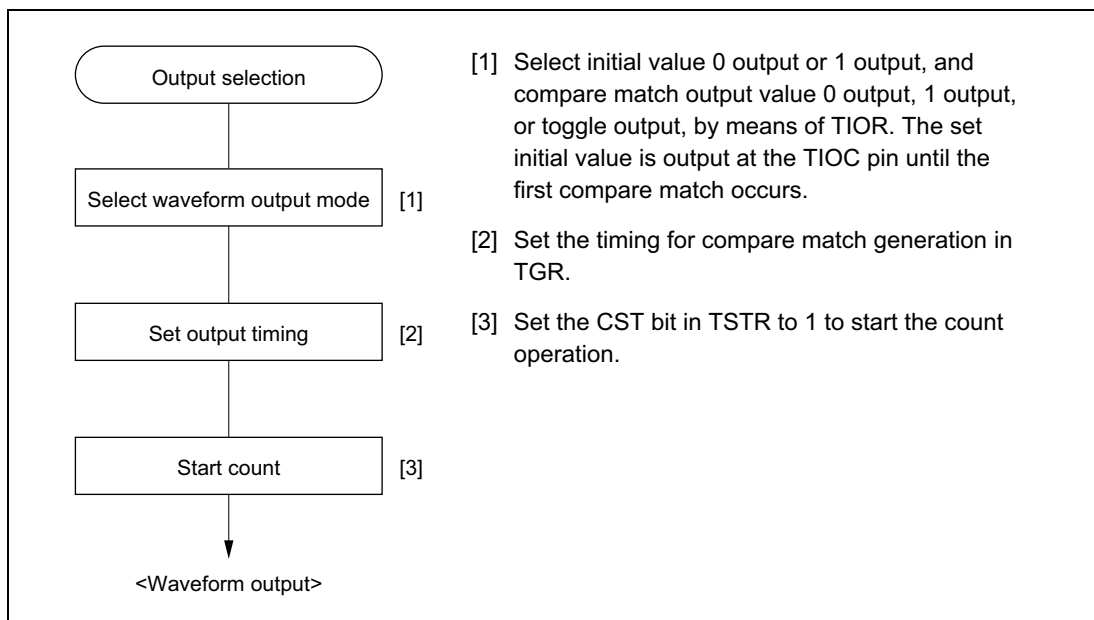 Output selection
Select waveform output mode [1]
Set output timing [2]
Start count [3]
<Waveform output>
[1] Select initial value 0 output or 1 output, and
compare match output value 0 output, 1 output,
or toggle output, by means of TIOR. The set
initial value is output at the TIOC pin until the
first compare match occurs.
[2] Set the timing for compare match generation in
TGR.
[3] Set the CST bit in TSTR to 1 to start the count
operation.